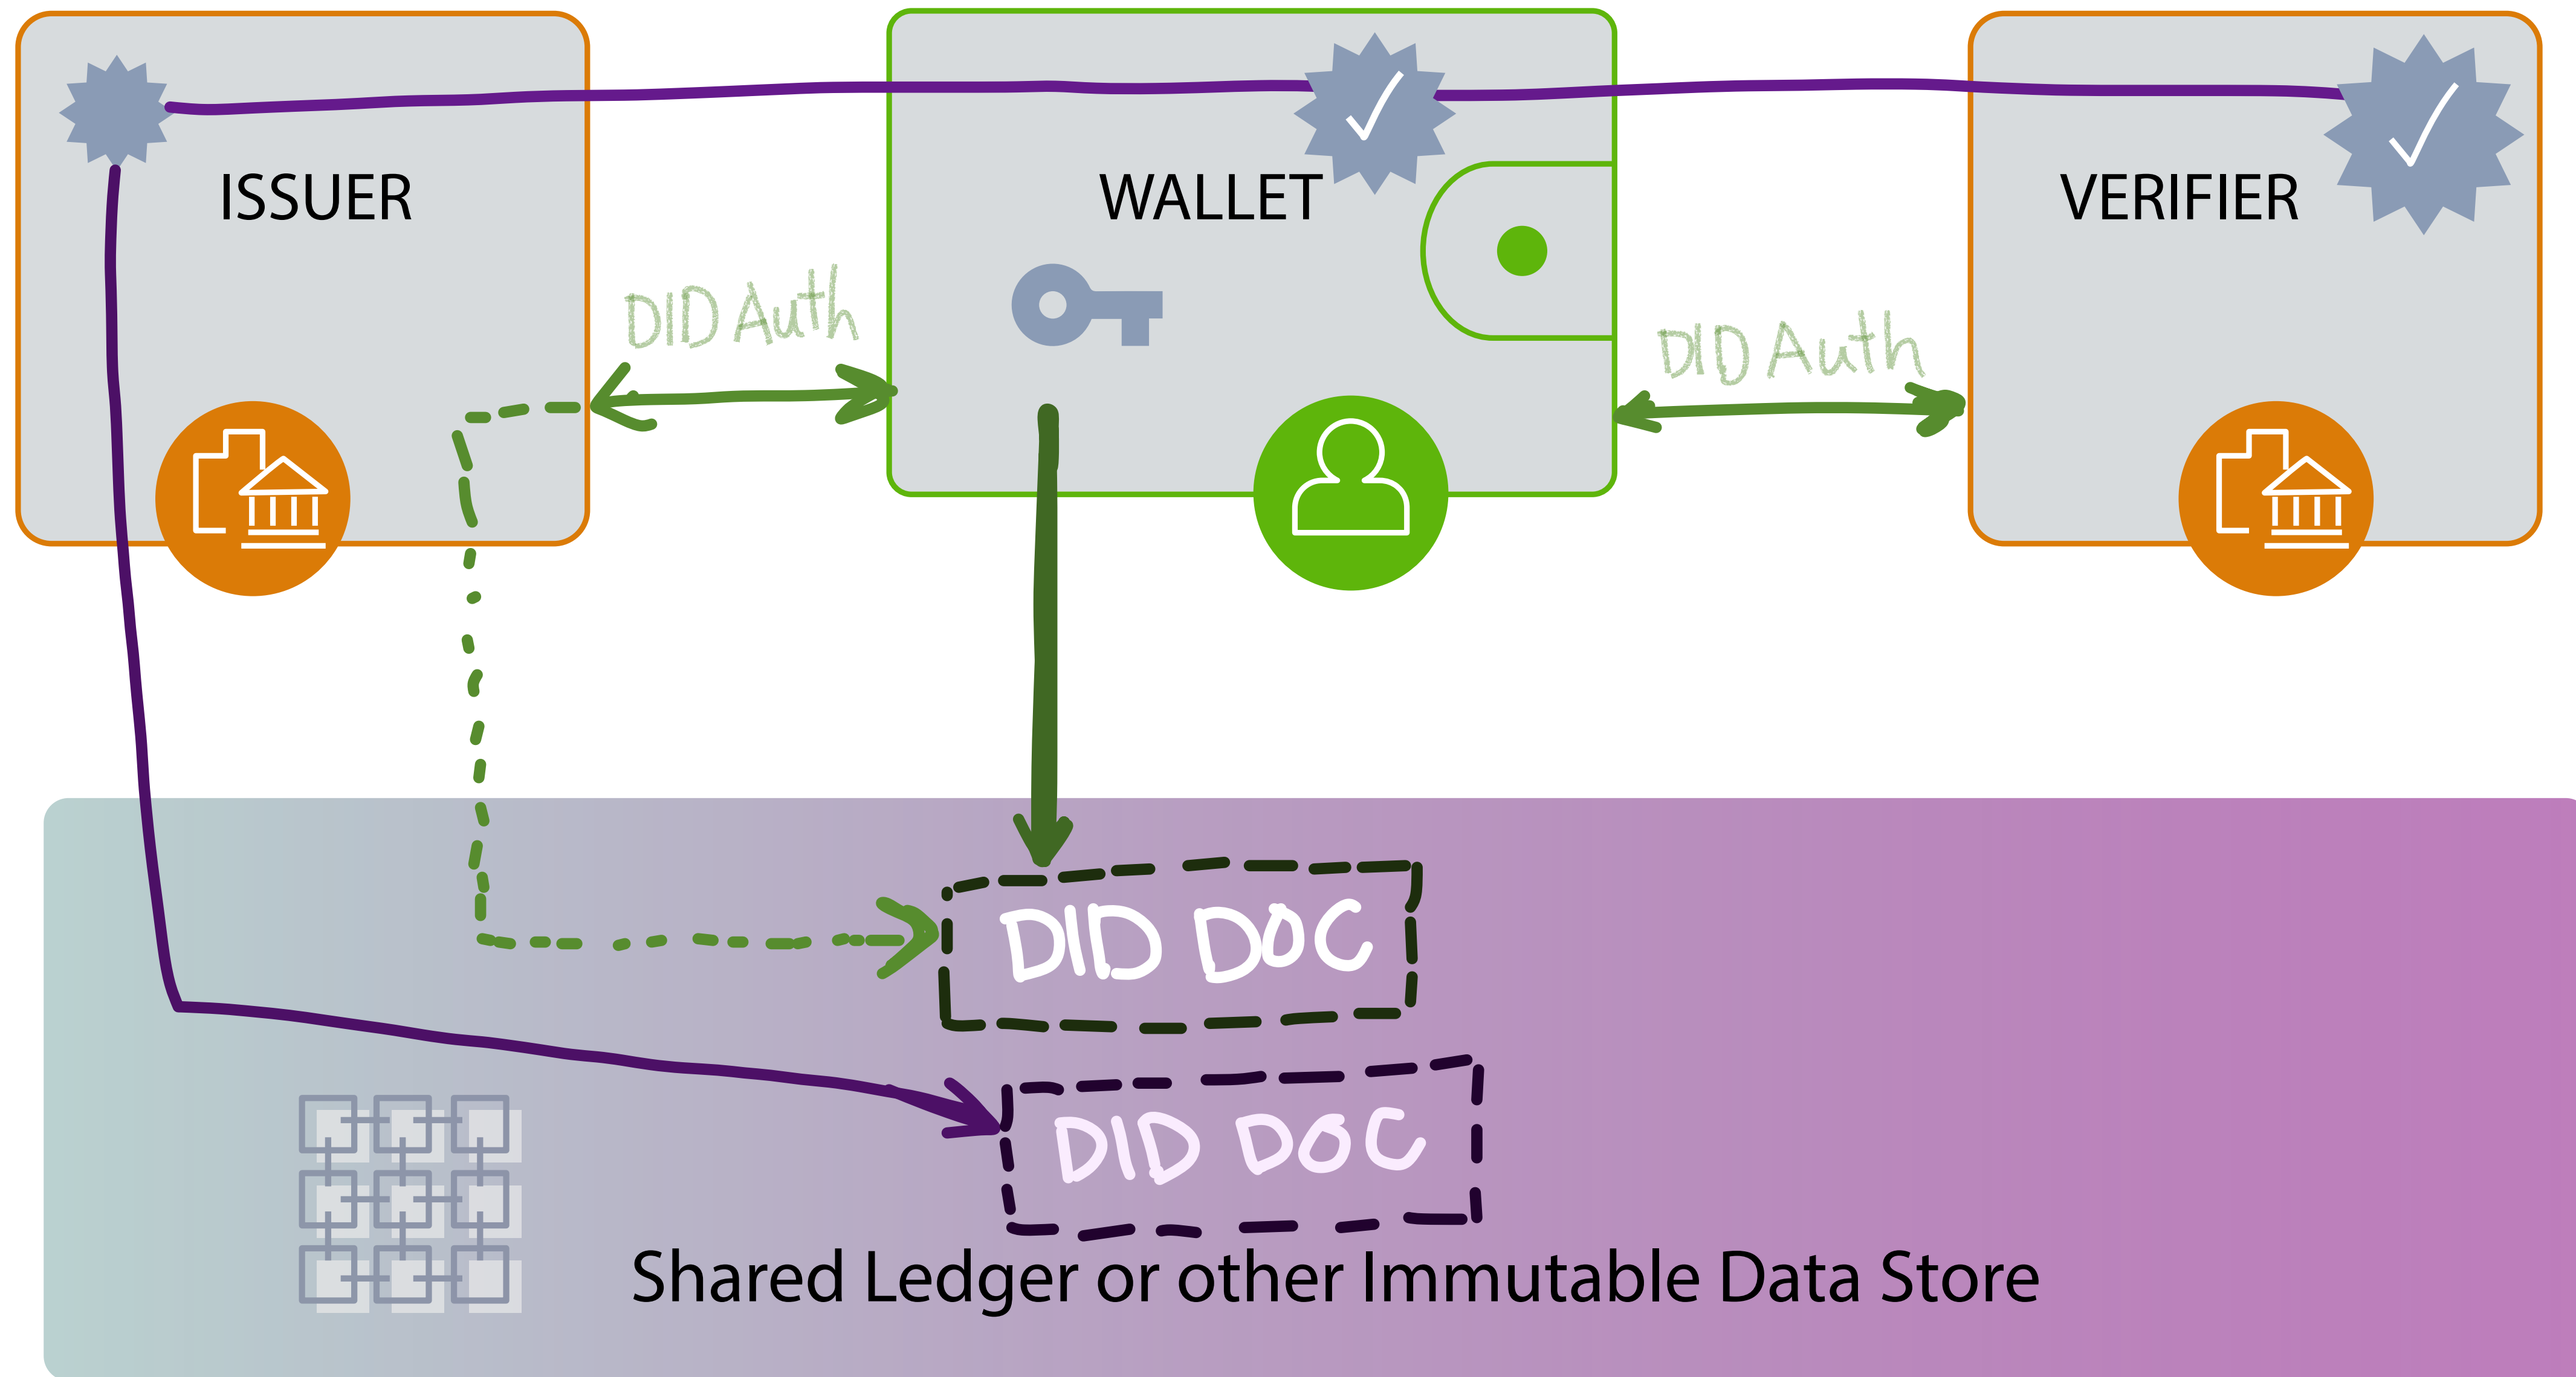 ISSUER
WALLET
VERIFIER
DID Auth
DID Auth
DID DOC
DID DOC
Shared Ledger or other Immutable Data Store